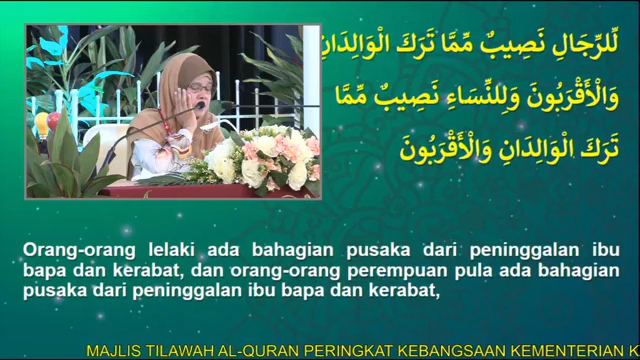 لِّلرِّجَالِ نَصِيبٌ مِّمَّا تَرَكَ الْوَالِدَانِ
وَالْأَقْرَبُونَ وَلِلنِّسَاءِ نَصِيبٌ مِّمَّا
تَرَكَ الْوَالِدَانِ وَالْأَقْرَبُونَ
Orang-orang lelaki ada bahagian pusaka dari peninggalan ibu
bapa dan kerabat, dan orang-orang perempuan pula ada bahagian
pusaka dari peninggalan ibu bapa dan kerabat,
MAJLIS TILAWAH AL-QURAN PERINGKAT KEBANGSAAN KEMENTERIAN K